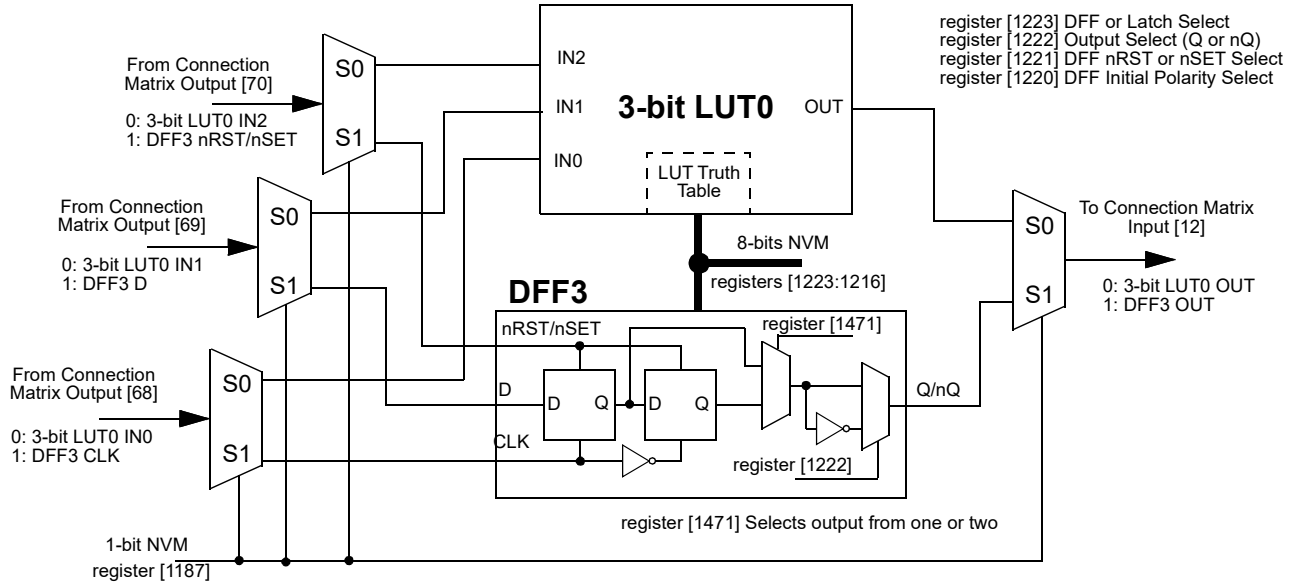 register [1223] DFF or Latch Select
register [1222] Output Select (Q or nQ)
register [1221] DFF nRST or nSET Select
register [1220] DFF Initial Polarity Select
From Connection
Matrix Output [70]
0: 3-bit LUT0 IN2
1: DFF3 nRST/nSET
S0
S1
IN2
IN1
IN0
3-bit LUT0
OUT
LUT Truth
Table
From Connection
Matrix Output [69]
0: 3-bit LUT0 IN1
1: DFF3 D
S0
S1
8-bits NVM
registers [1223:1216]
S0
S1
To Connection Matrix
Input [12]
0: 3-bit LUT0 OUT
1: DFF3 OUT
DFF3
nRST/nSET
register [1471]
From Connection
Matrix Output [68]
0: 3-bit LUT0 IN0
1: DFF3 CLK
S0
S1
D
D
Q
D
Q
Q/nQ
CLK
register [1222]
register [1471] Selects output from one or two
1-bit NVM
register [1187]